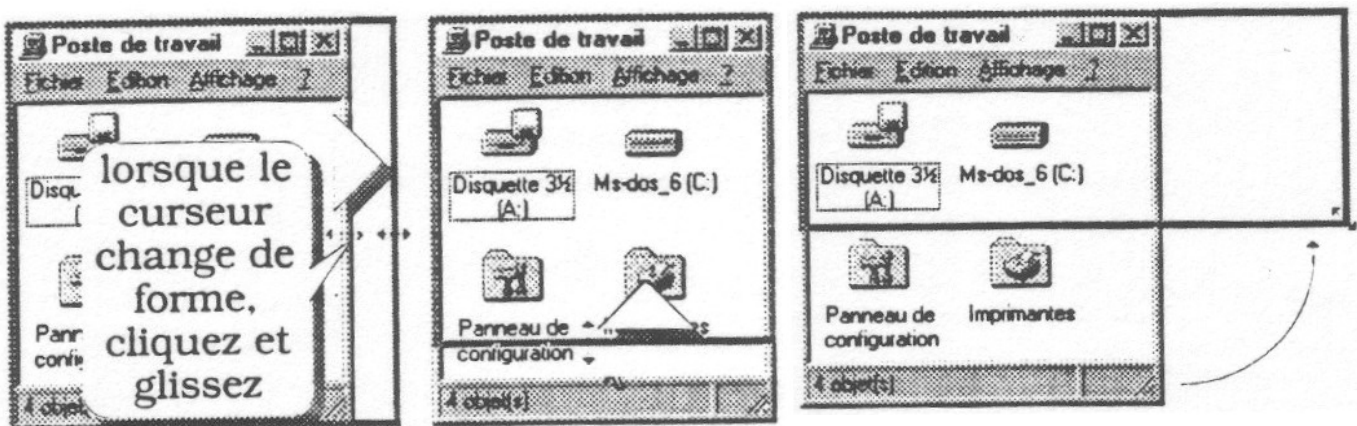 Poste de travail
Fichier Edition Affichage ?
Disqu
lorsque le
curseur
change de
forme,
cliquez et
glissez
Pann
config
4 objet
Poste de travail
Fichier Edition Affichage ?
Disquette 3½
(A:)
Ms-dos_6 (C:)
Panneau de
configuration
s
4 objet(s)
Poste de travail
Fichier Edition Affichage ?
Disquette 3½
(A:)
Ms-dos_6 (C:)
Panneau de
configuration
Imprimantes
4 objet(s)